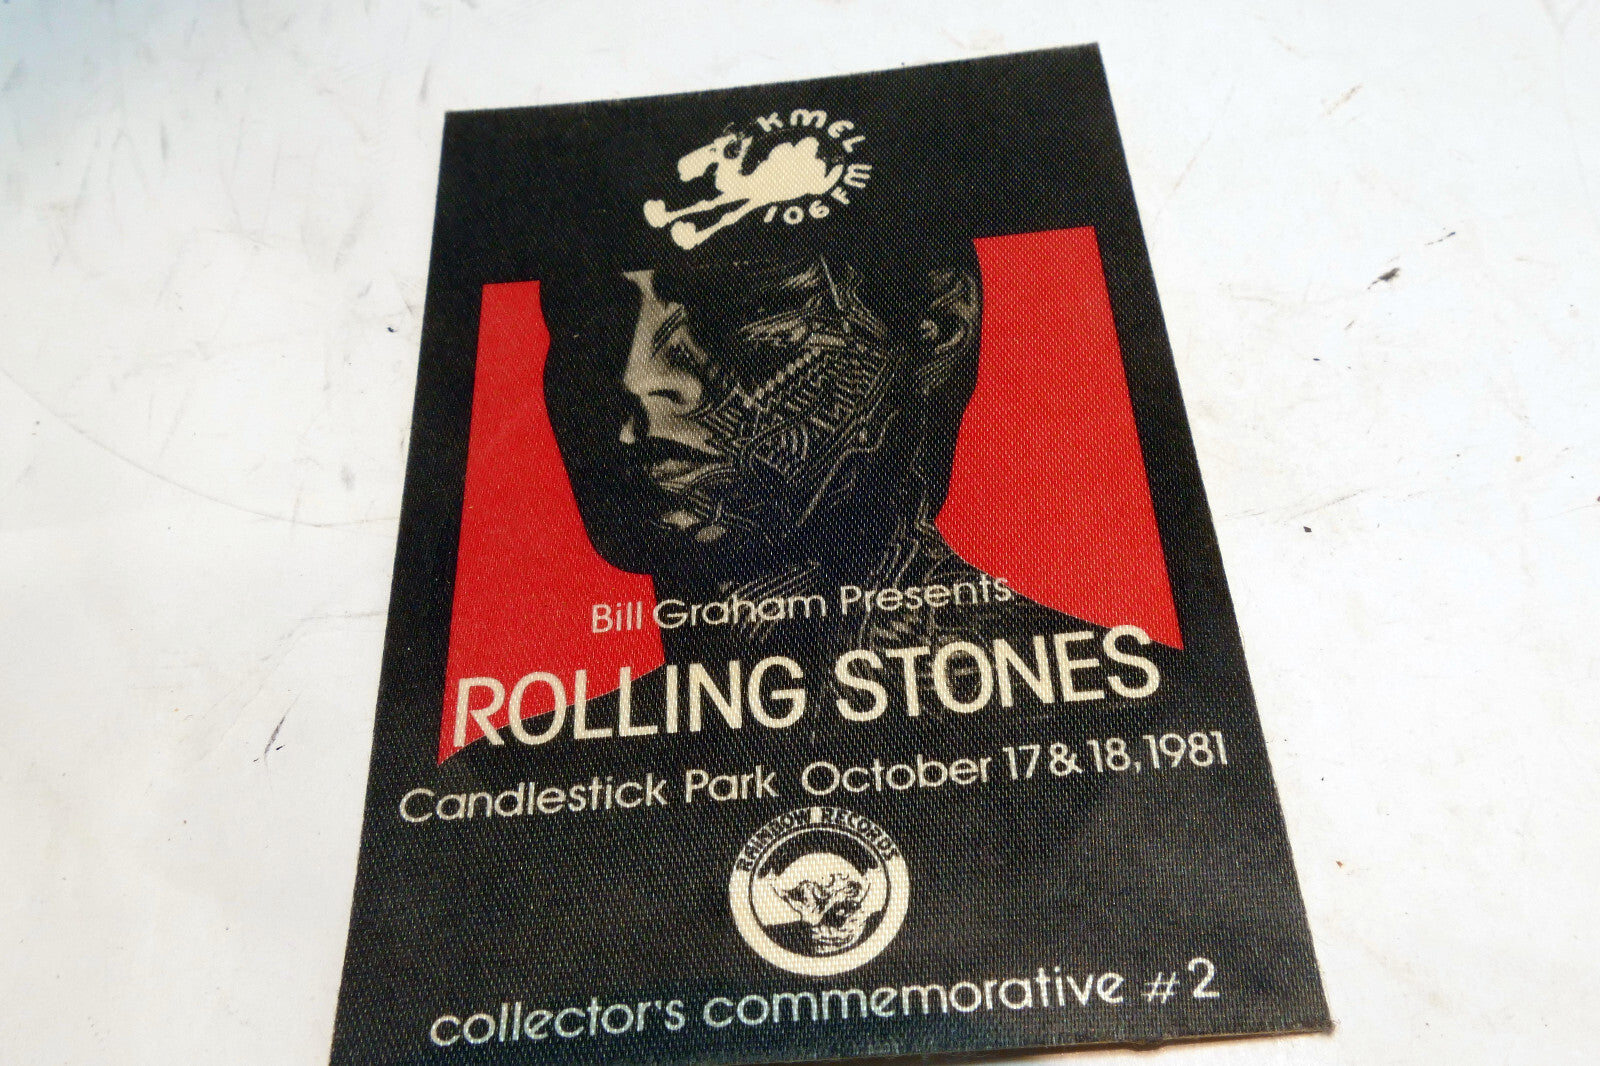 KMEL
106 FM
Bill Graham Presents
ROLLING STONES
Candlestick Park October 17 & 18, 1981
RAINBOW RECORDS
collector's commemorative #2